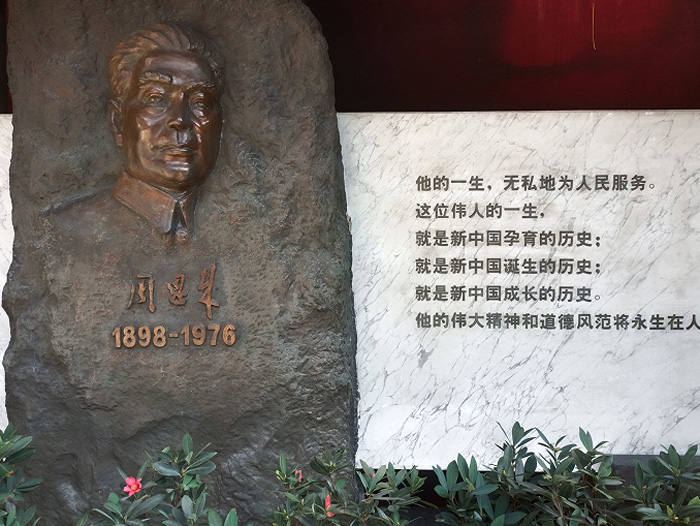 周恩来
1898-1976
他的一生，无私地为人民服务。
这位伟人的一生，
就是新中国孕育的历史；
就是新中国诞生的历史；
就是新中国成长的历史。
他的伟大精神和道德风范将永生在人